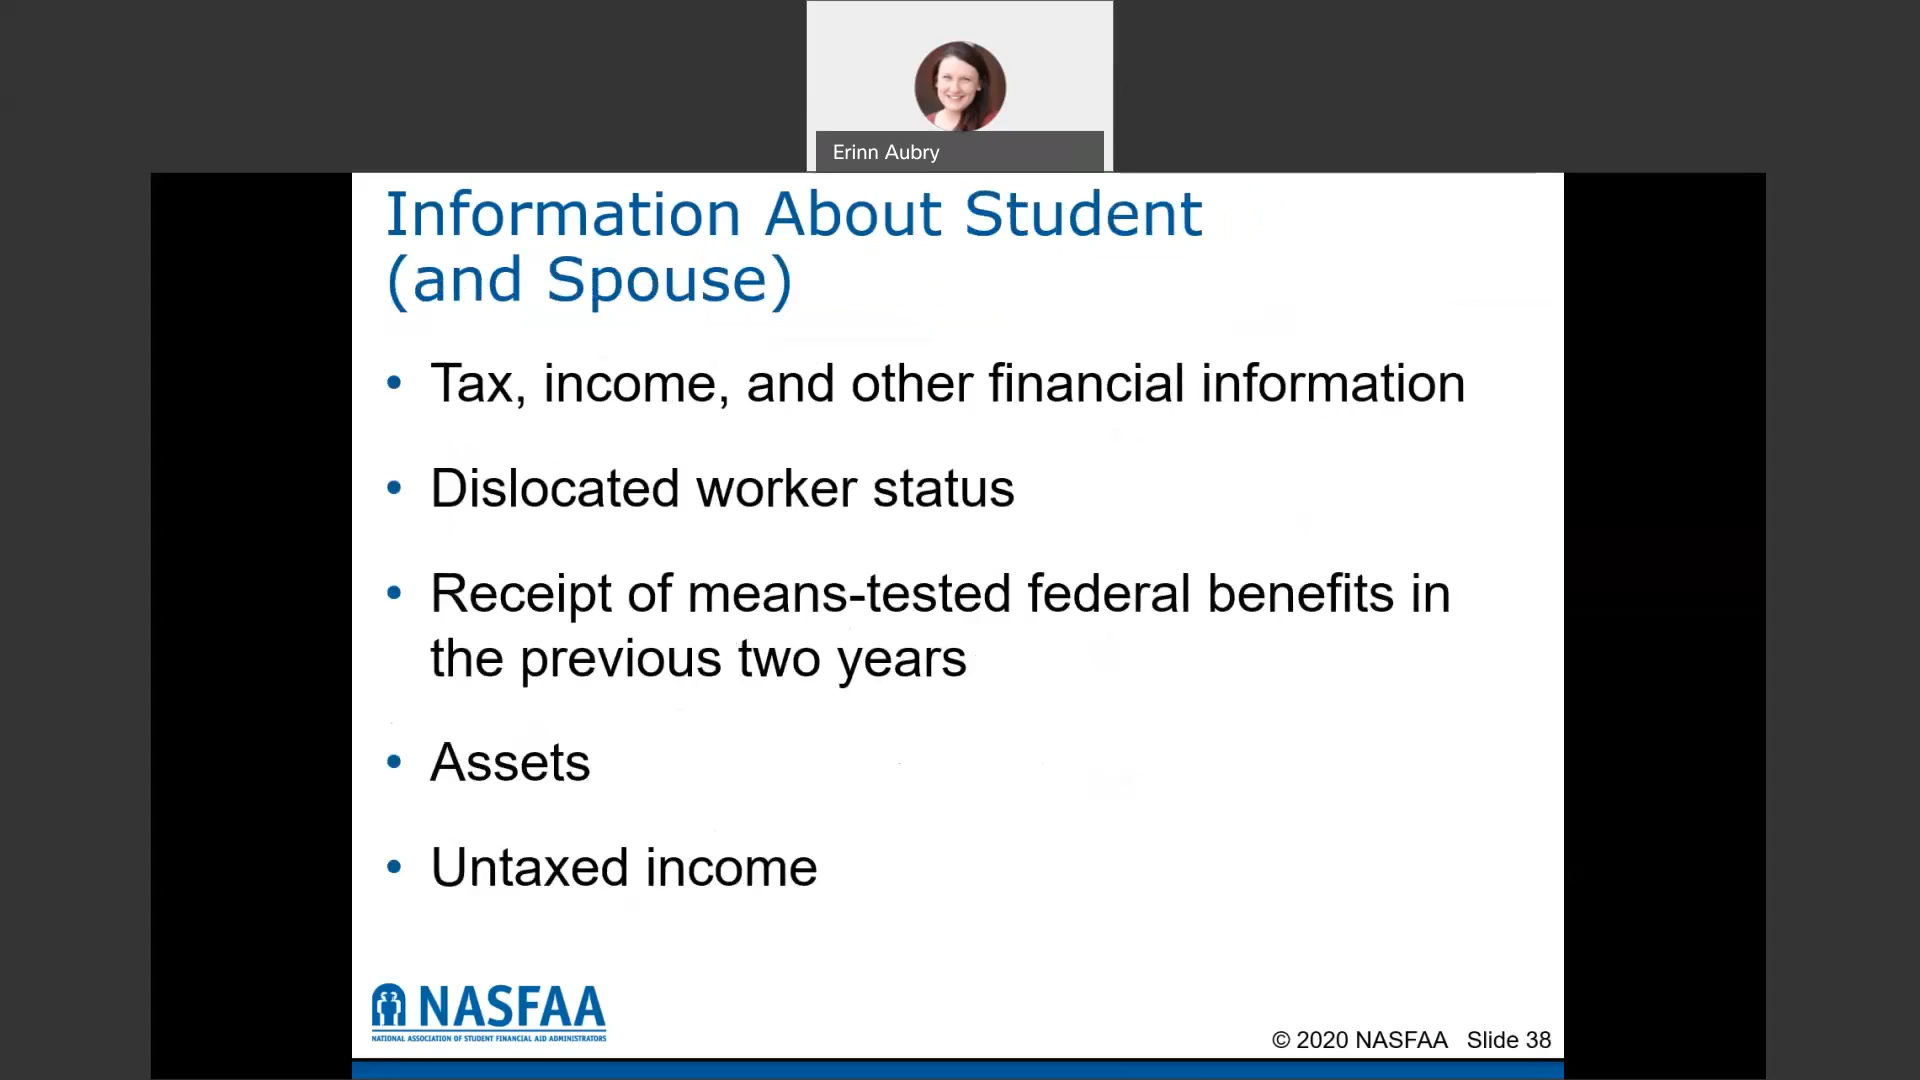 Erinn Aubry
Information About Student
(and Spouse)
• Tax, income, and other financial information
• Dislocated worker status
• Receipt of means-tested federal benefits in
the previous two years
• Assets
• Untaxed income
NASFAA
NATIONAL ASSOCIATION OF STUDENT FINANCIAL AID ADMINISTRATORS
© 2020 NASFAA Slide 38